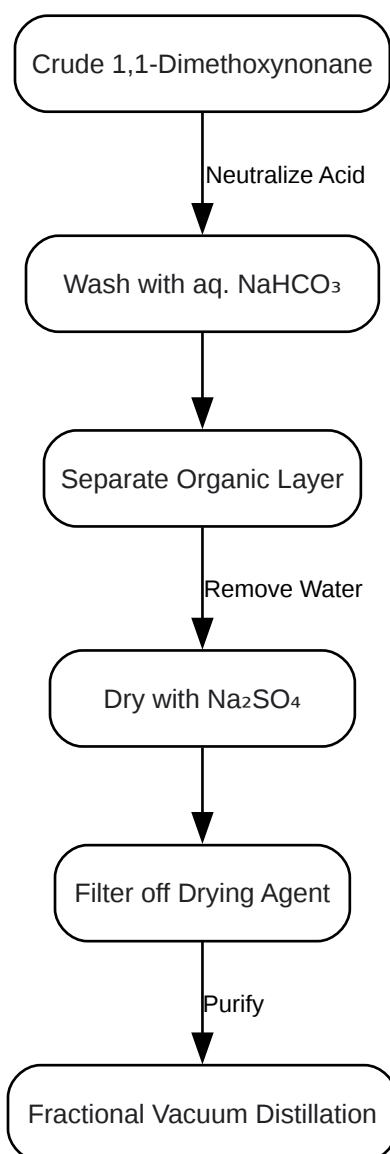 Crude 1,1-Dimethoxynonane
Neutralize Acid
Wash with aq. NaHCO₃
Separate Organic Layer
Remove Water
Dry with Na₂SO₄
Filter off Drying Agent
Purify
Fractional Vacuum Distillation